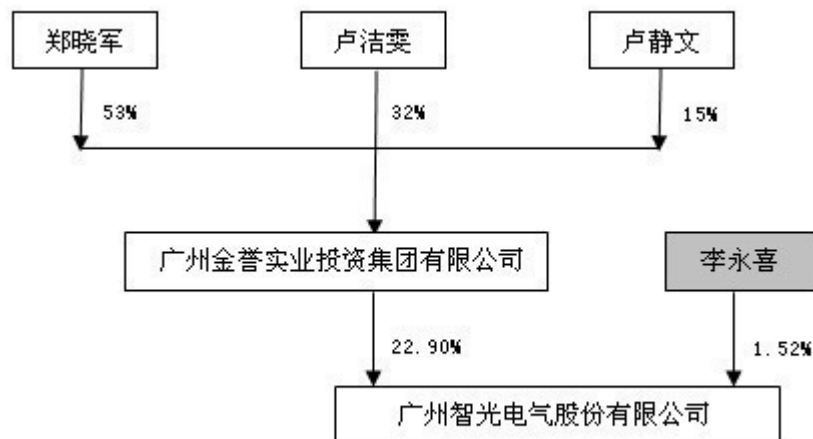 郑晓军
卢洁雯
卢静文
53%
32%
15%
广州金誉实业投资集团有限公司
李永喜
22.90%
1.52%
广州智光电气股份有限公司